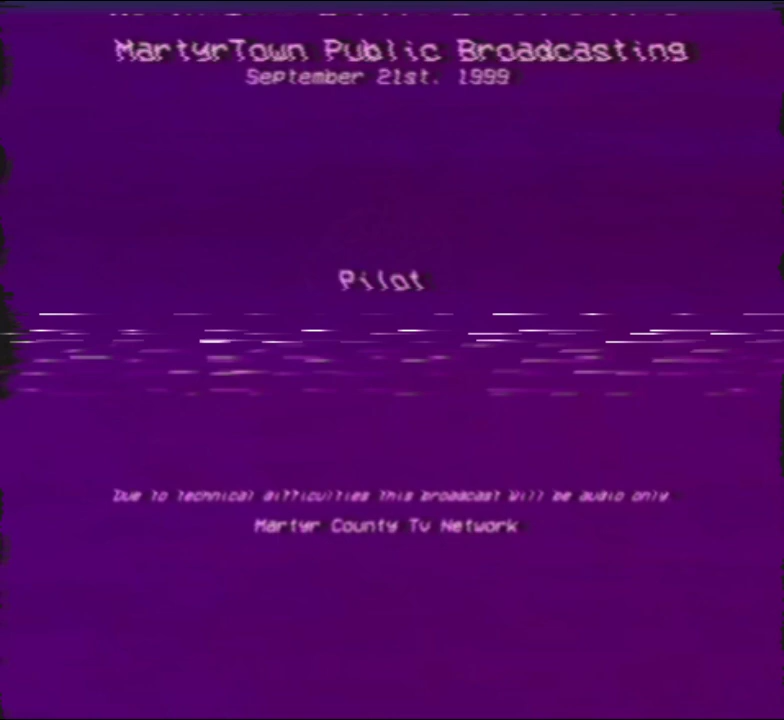 MartyrTown Public Broadcasting
September 21st. 1999
Pilot
Due to technical difficulties This broadcast Will be audio only
Martyr County Tv Network